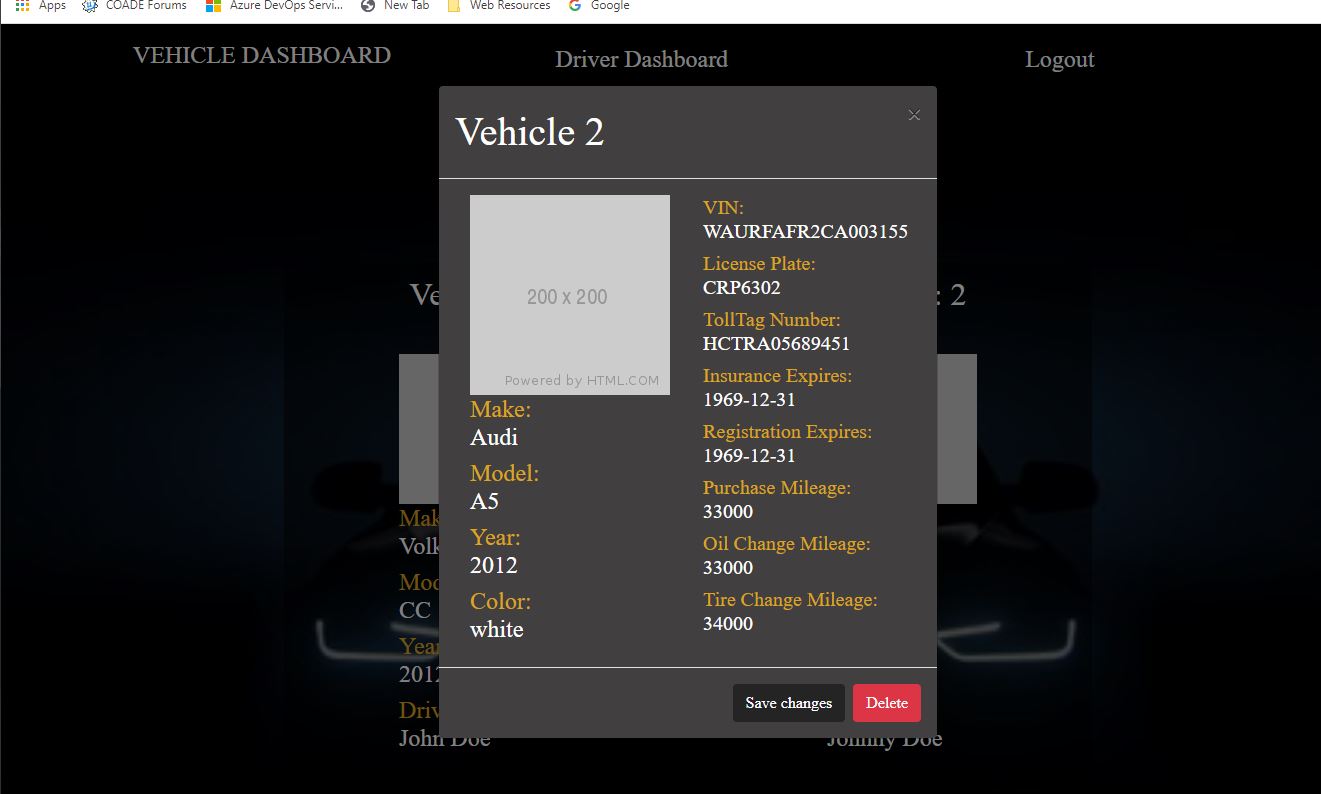 Apps COADE Forums Azure DevOps Servi... New Tab Web Resources Google
VEHICLE DASHBOARD
Driver Dashboard
Logout
Vehicle 2
×
Ve
: 2
200 x 200
Powered by HTML.COM
Make:
Audi
Model:
A5
Year:
2012
Color:
white
VIN:
WAURFAFR2CA003155
License Plate:
CRP6302
TollTag Number:
HCTRA05689451
Insurance Expires:
1969-12-31
Registration Expires:
1969-12-31
Purchase Mileage:
33000
Oil Change Mileage:
33000
Tire Change Mileage:
34000
Mak
Volk
Mod
CC
Year
2012
Driv
John Doe
Johnny Doe
Save changes
Delete